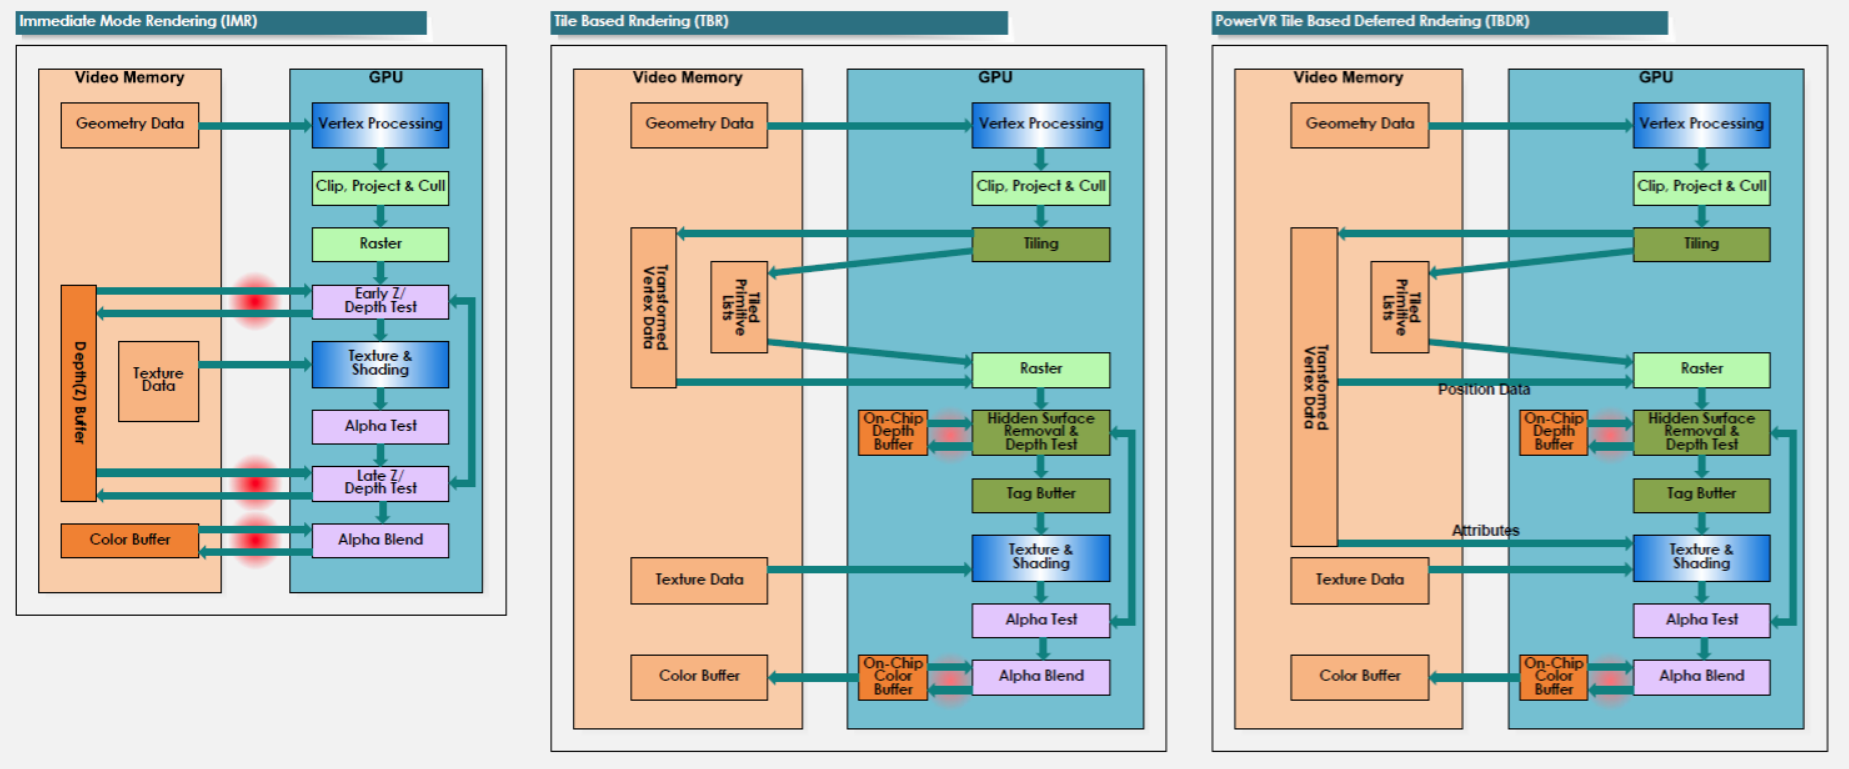 Immediate Mode Rendering (IMR)
Video Memory
GPU
Geometry Data
Vertex Processing
Clip, Project & Cull
Raster
Early Z/
Depth Test
Depth(Z) Buffer
Texture
Data
Texture &
Shading
Alpha Test
Late Z/
Depth Test
Color Buffer
Alpha Blend
Tile Based Rndering (TBR)
Video Memory
GPU
Geometry Data
Vertex Processing
Clip, Project & Cull
Tiling
Transformed
Vertex Data
Tiled
Primitive
Lists
Raster
On-Chip
Depth
Buffer
Hidden Surface
Removal &
Depth Test
Tag Butter
Texture &
Shading
Texture Data
Alpha Test
Color Buffer
On-Chip
Color
Buffer
Alpha Blend
PowerVR Tile Based Deferred Rndering (TBDR)
Video Memory
GPU
Geometry Data
Vertex Processing
Clip, Project & Cull
Tiling
Transformed
Vertex Data
Tiled
Primitive
Lists
Raster
Position Data
On-Chip
Depth
Buffer
Hidden Surface
Removal &
Depth Test
Tag Butter
Attributes
Texture &
Shading
Texture Data
Alpha Test
Color Buffer
On-Chip
Color
Buffer
Alpha Blend